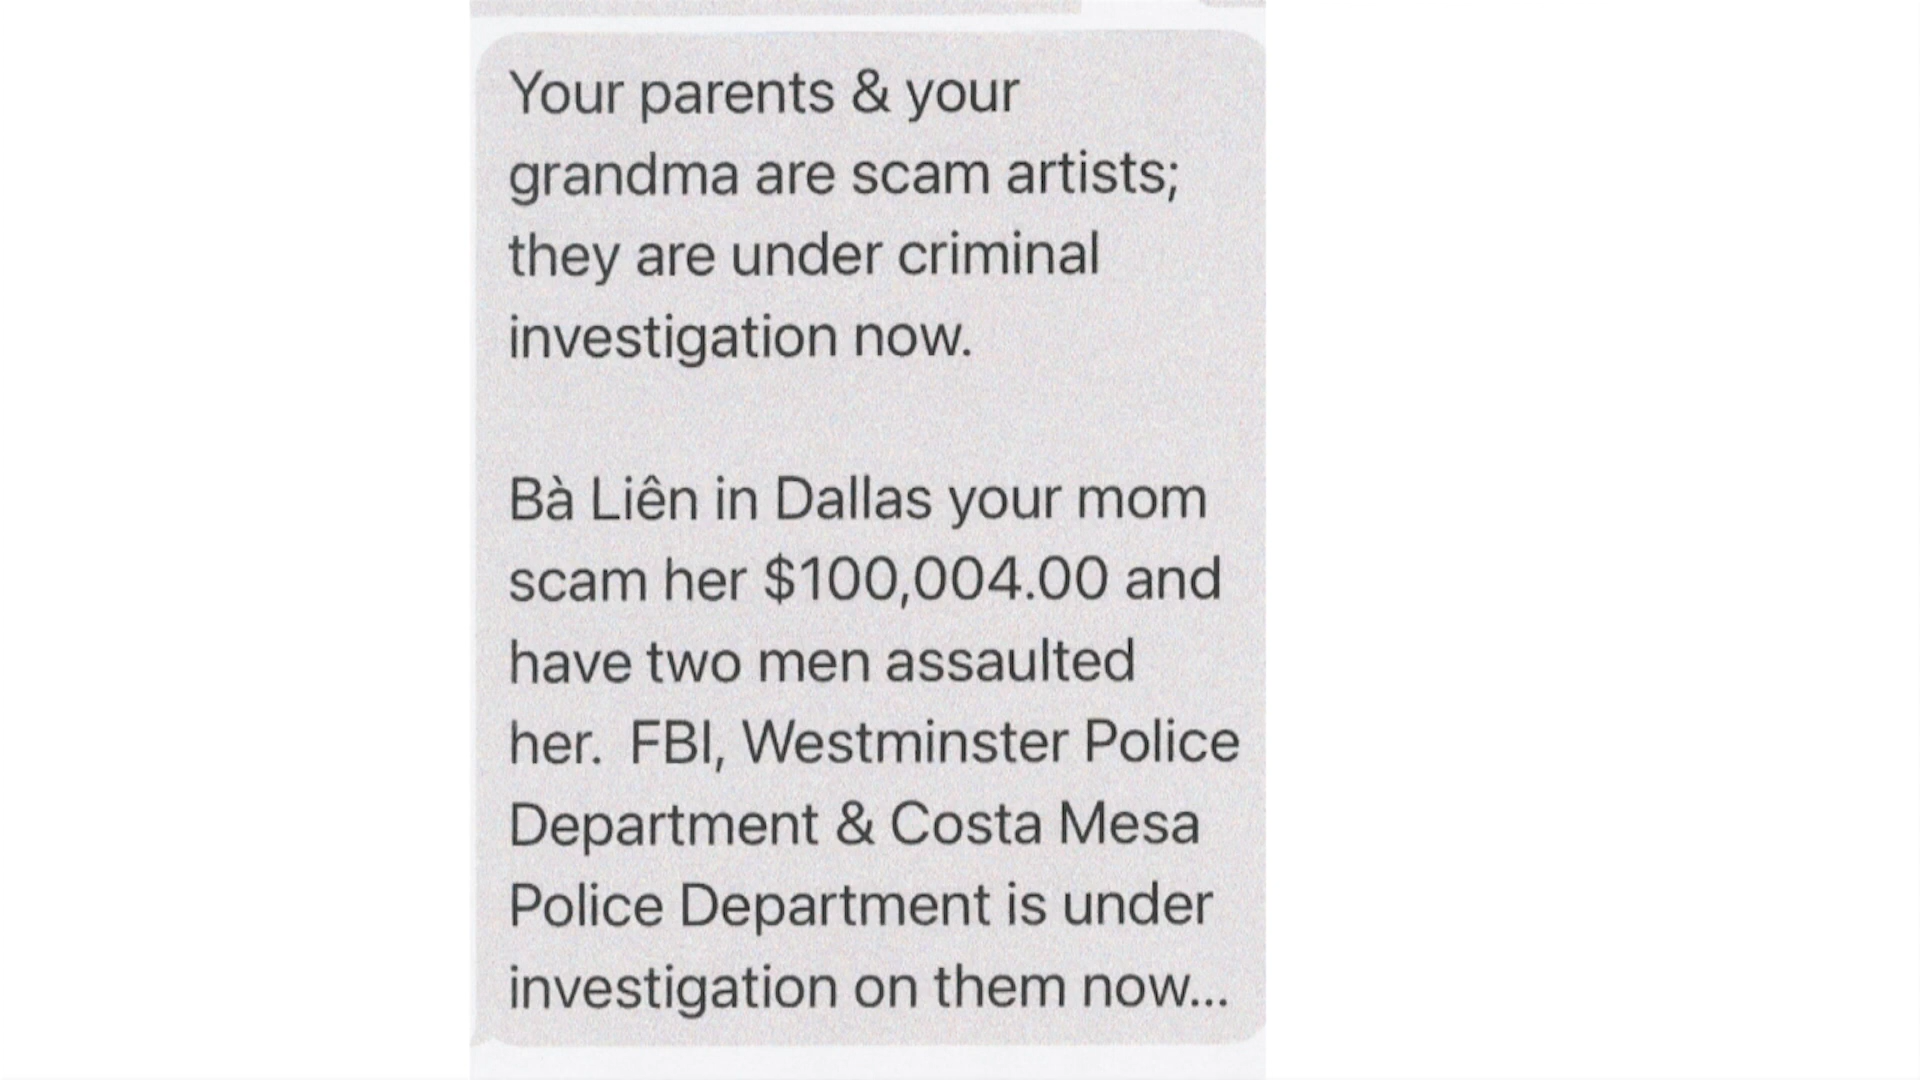 Your parents & your
grandma are scam artists;
they are under criminal
investigation now.
Bà Liên in Dallas your mom
scam her $100,004.00 and
have two men assaulted
her.  FBI, Westminster Police
Department & Costa Mesa
Police Department is under
investigation on them now...